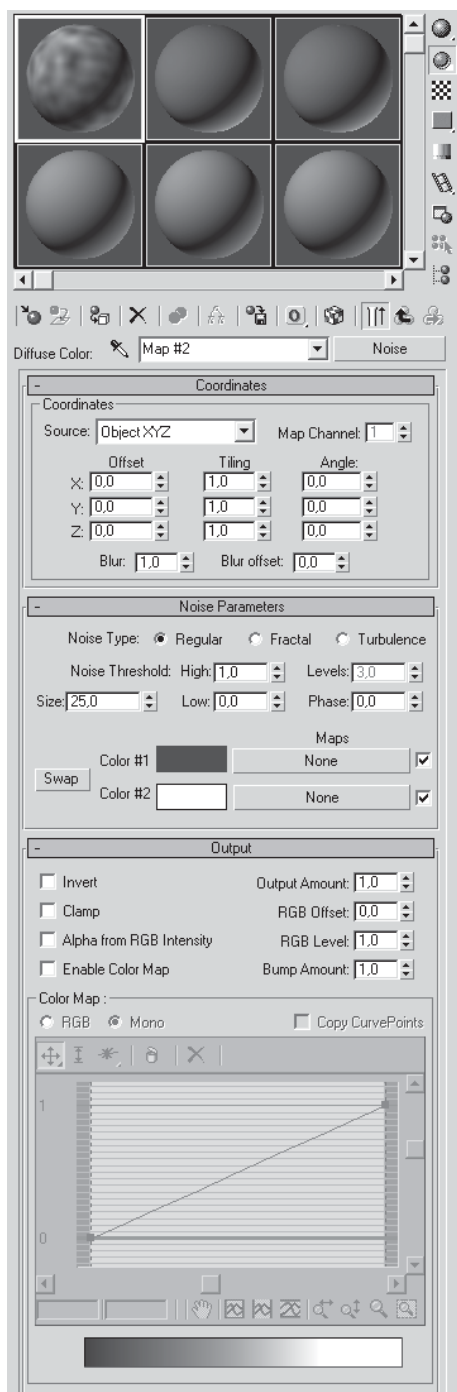 Diffuse Color: Map #2 Noise
- Coordinates
Coordinates
Source: Object XYZ Map Channel: 1
Offset Tiling Angle:
X: 0,0 1,0 0,0
Y: 0,0 1,0 0,0
Z: 0,0 1,0 0,0
Blur: 1,0 Blur offset: 0,0
- Noise Parameters
Noise Type: Regular Fractal Turbulence
Noise Threshold: High: 1,0 Levels: 3,0
Size: 25,0 Low: 0,0 Phase: 0,0
Maps
Color #1 None
Swap
Color #2 None
- Output
Invert Output Amount: 1,0
Clamp RGB Offset: 0,0
Alpha from RGB Intensity RGB Level: 1,0
Enable Color Map Bump Amount: 1,0
Color Map :
RGB Mono Copy CurvePoints
1
0